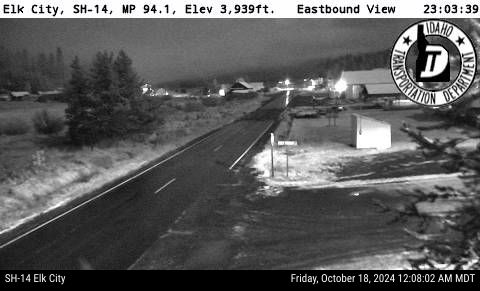 Elk City, SH-14, MP 94.1, Elev 3,939ft. Eastbound View 23:03:39
IDAHO
TRANSPORTATION DEPARTMENT
SH-14 Elk City Friday, October 18, 2024 12:08:02 AM MDT